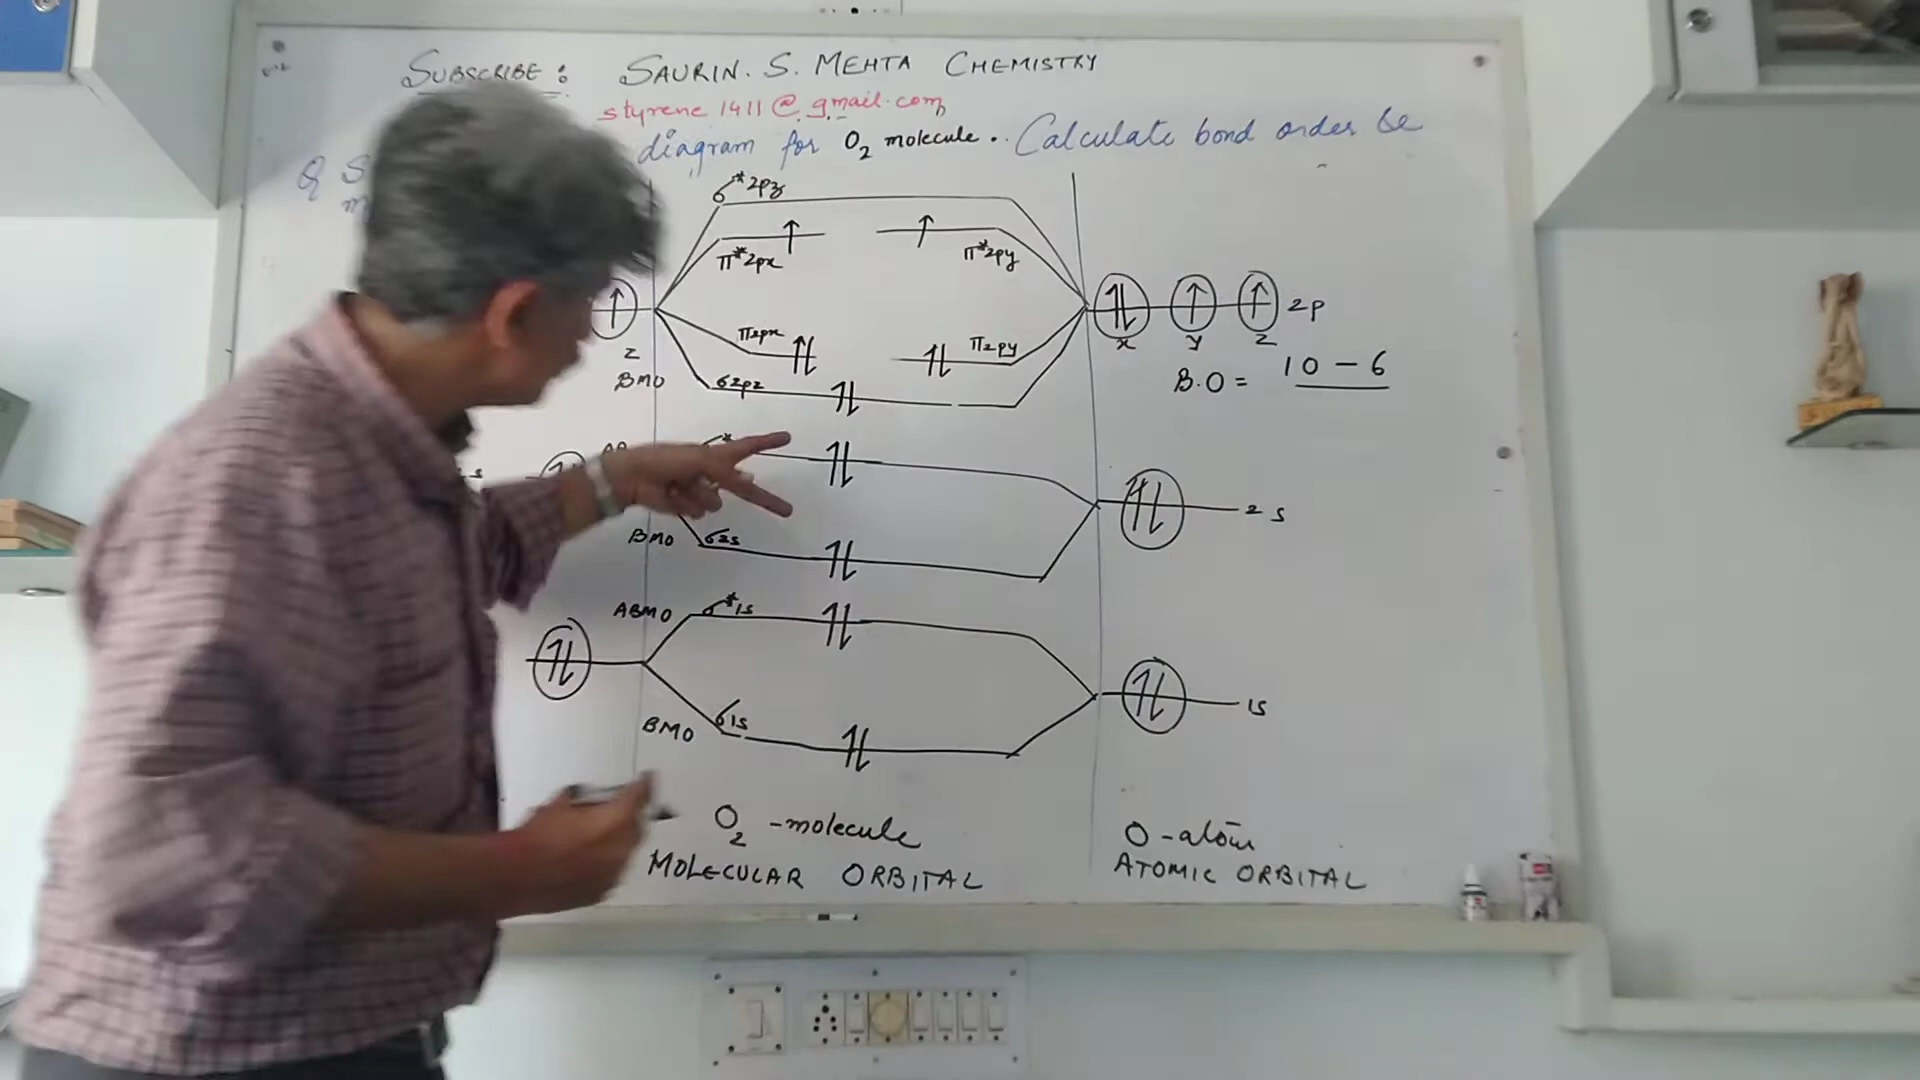 SUBSCRIBE : SAURIN. S. MEHTA CHEMISTRY
styrene1411@gmail.com
Q S diagram for O2 molecule. Calculate bond order &
m
σ*2pz
π*2px π*2py
π2px π2py
x y z 2p
z
BMO σ2pz
B.O = 10 - 6
2s
BMO σ2s
ABMO σ*1s
1s
BMO σ1s
O2 -molecule O-atom
MOLECULAR ORBITAL ATOMIC ORBITAL